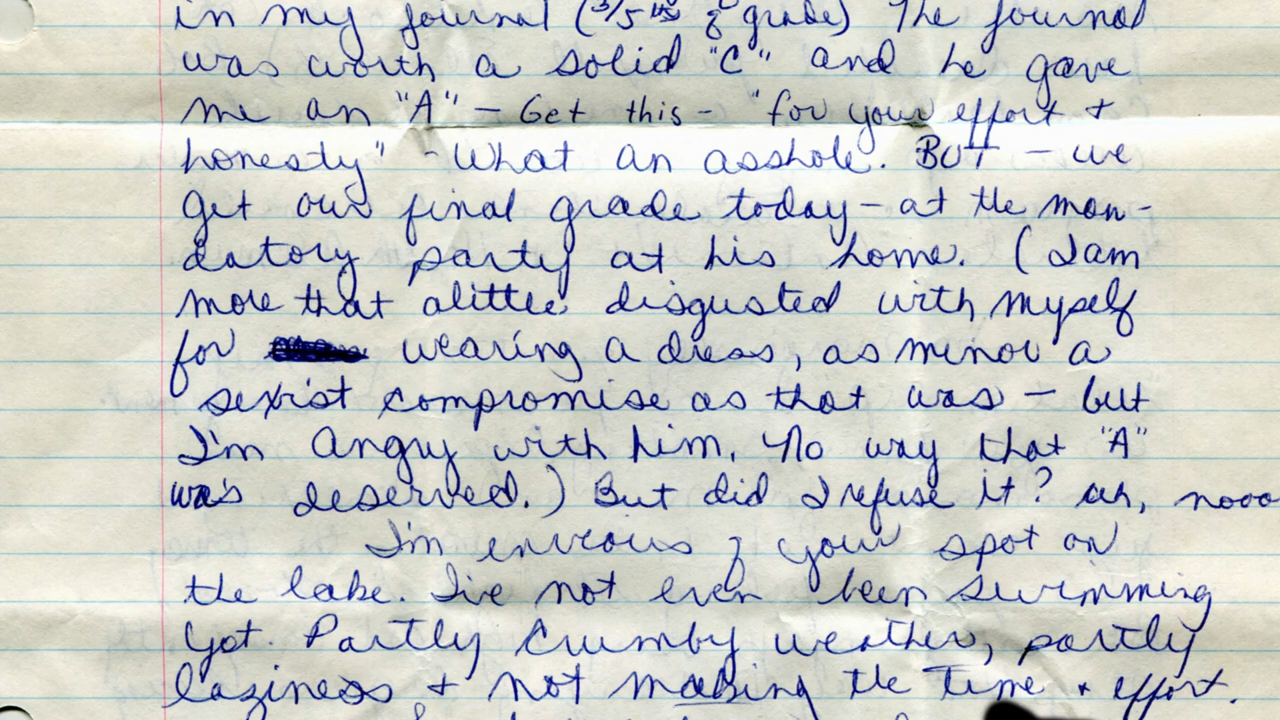 in my journal (3/5ths of grade) The journal
was worth a solid "C" and he gave
me an "A" — Get this - "for your effort +
honesty" - What an asshole. BUT — we
get our final grade today — at the man-
datory party at his home. (I am
more that alittle disgusted with myself
for wearing a dress, as minor a
sexist compromise as that was — but
I'm angry with him. No way that "A"
was deserved.) But did I refuse it? uh, nooo
I'm envious of your spot on
the lake. I've not even been swimming
yet. Partly crumby weather, partly
laziness + not making the time + effort.